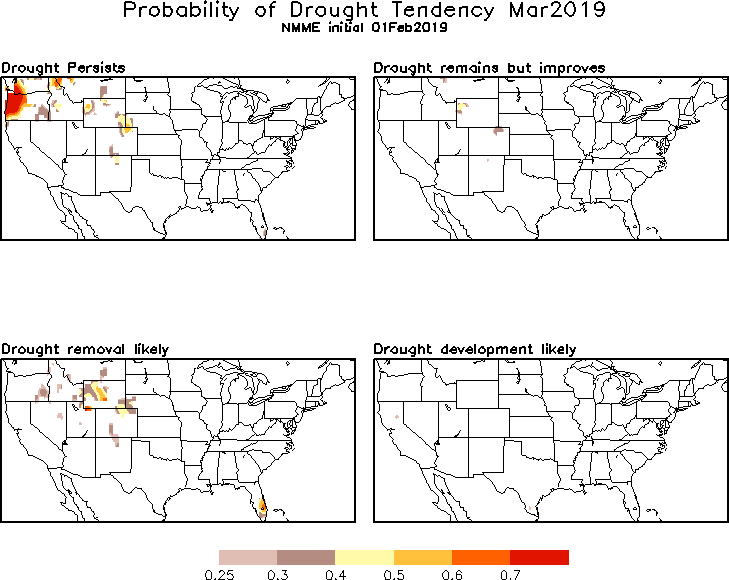 Probability of Drought Tendency Mar2019
NMME initial 01Feb2019
Drought Persists
Drought remains but improves
Drought removal likely
Drought development likely
0.25 0.3 0.4 0.5 0.6 0.7